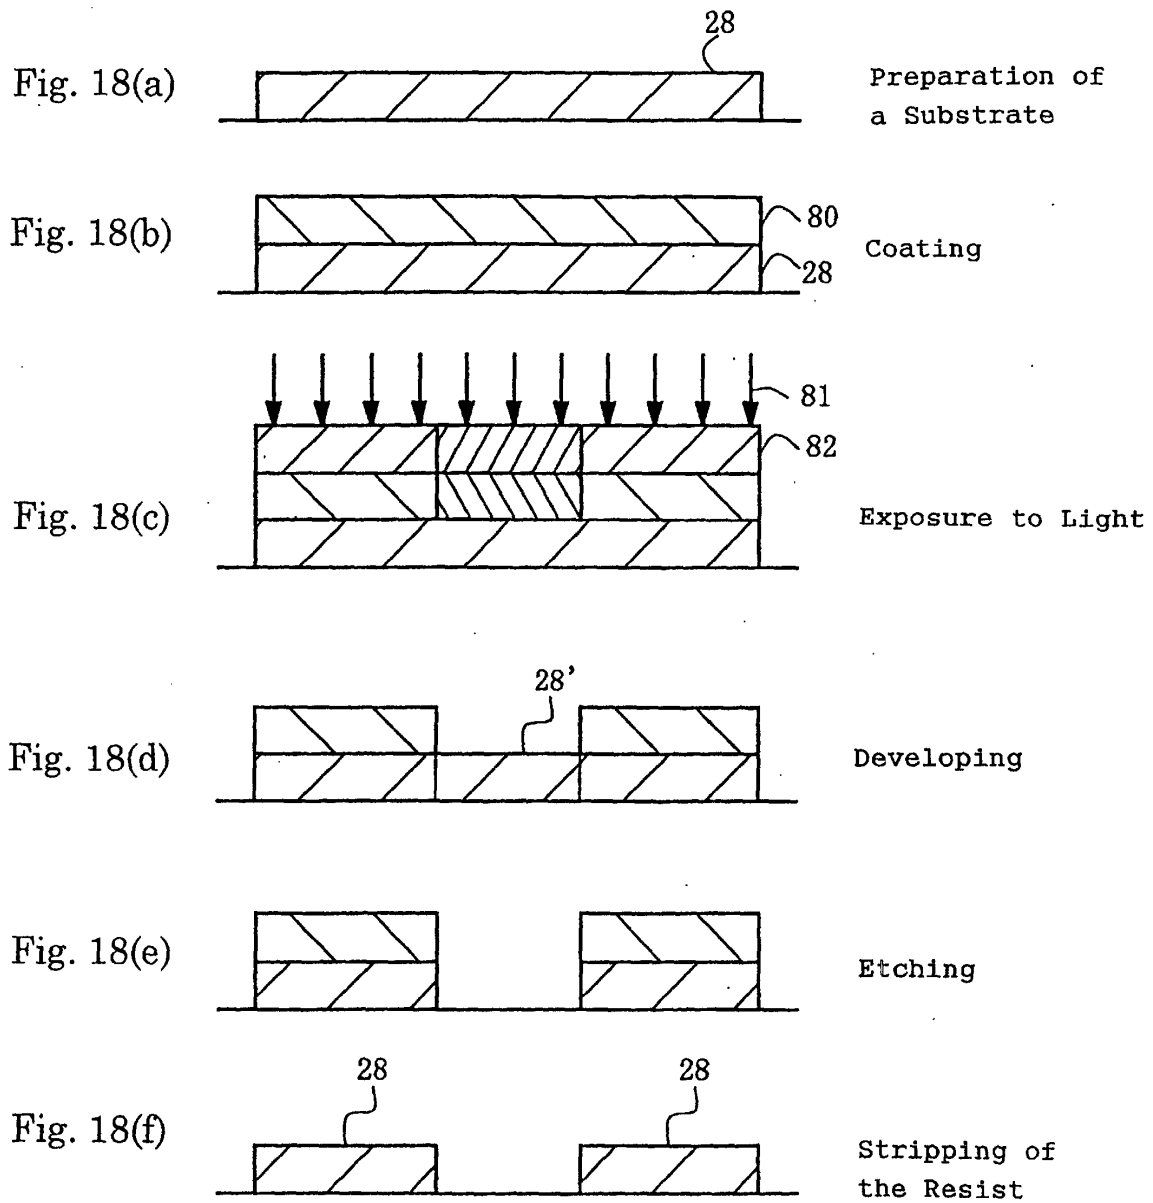 28
Fig. 18(a)
Preparation of
a Substrate
80
Fig. 18(b)
Coating
28
81
82
Fig. 18(c)
Exposure to Light
28’
Fig. 18(d)
Developing
Fig. 18(e)
Etching
28
28
Fig. 18(f)
Stripping of
the Resist